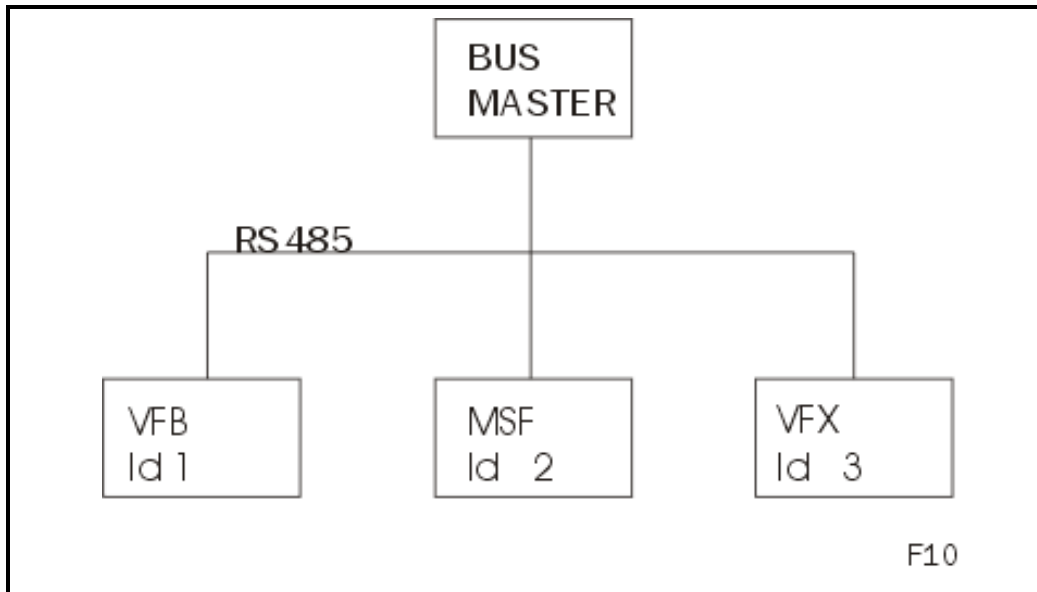 BUS
MASTER
RS 485
VFB
Id 1
MSF
Id 2
VFX
Id 3
F10